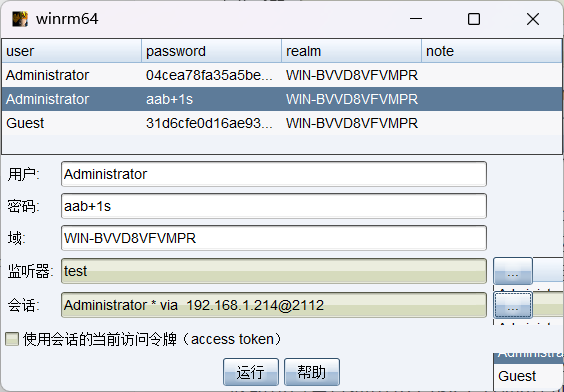 winrm64
user password realm note
Administrator 04cea78fa35a5be... WIN-BVVD8VFVMPR
Administrator aab+1s WIN-BVVD8VFVMPR
Guest 31d6cfe0d16ae93... WIN-BVVD8VFVMPR
用户: Administrator
密码: aab+1s
域: WIN-BVVD8VFVMPR
监听器: test ...
会话: Administrator * via 192.168.1.214@2112 ...
使用会话的当前访问令牌（access token）
运行 帮助
Guest